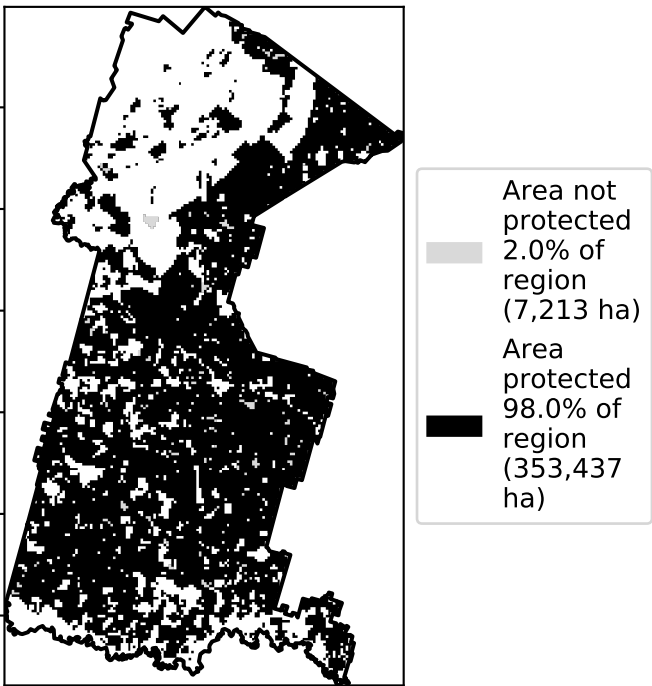 Area not
protected
2.0% of
region
(7,213 ha)
Area
protected
98.0% of
region
(353,437
ha)